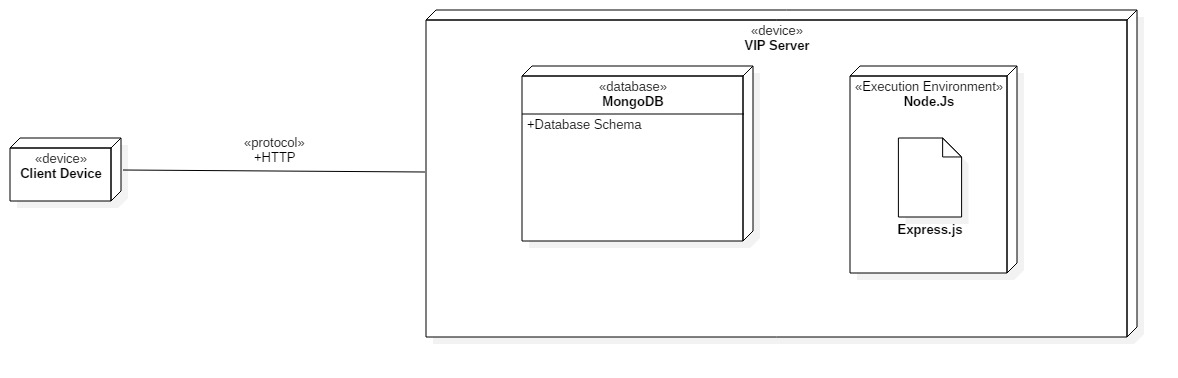 «device»
VIP Server
«database»
MongoDB
+Database Schema
«Execution Environment»
Node.Js
Express.js
«protocol»
+HTTP
«device»
Client Device